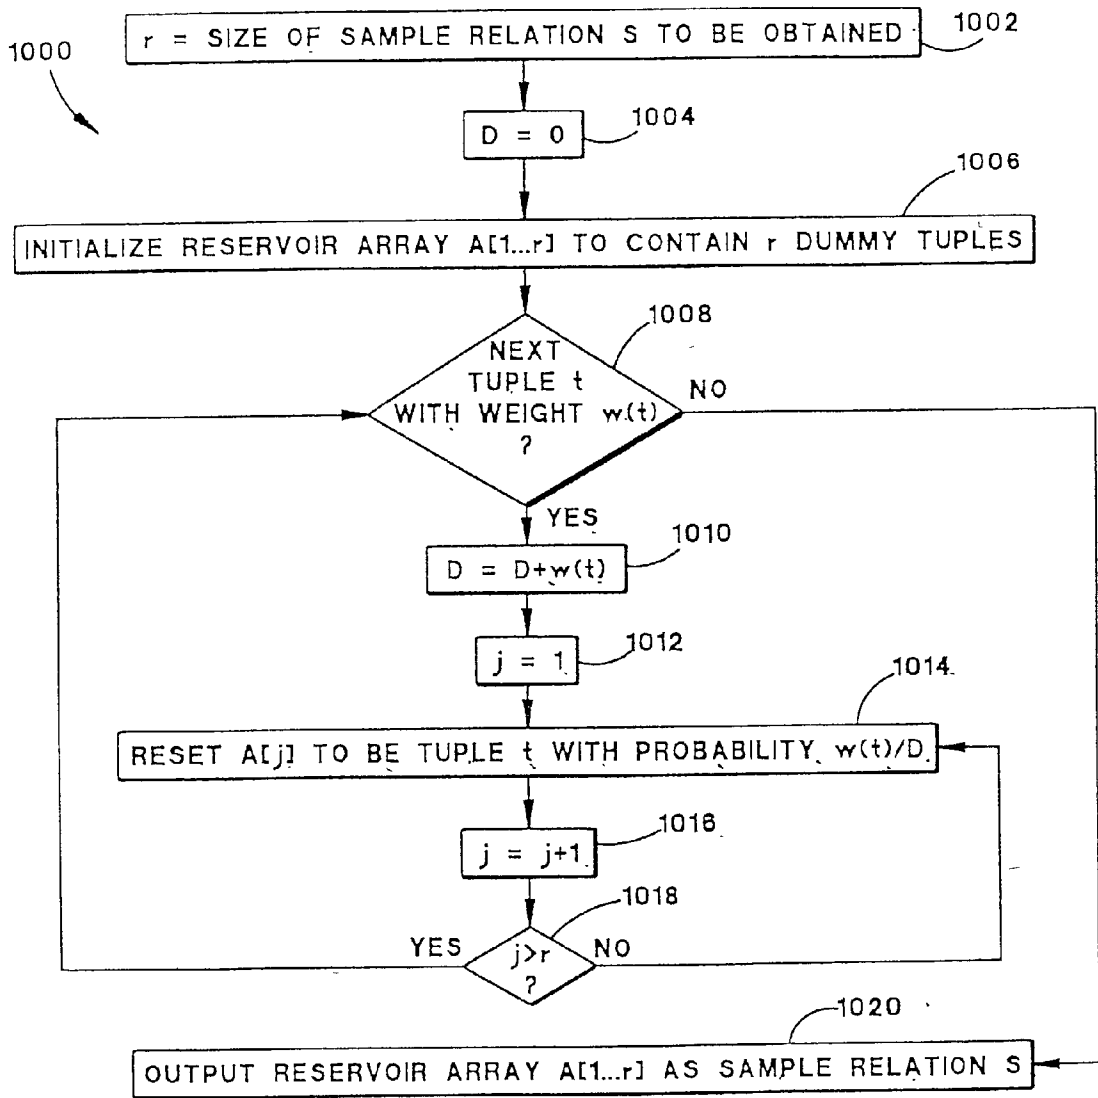 1000
r = SIZE OF SAMPLE RELATION S TO BE OBTAINED
1002
D = 0
1004
1006
INITIALIZE RESERVOIR ARRAY A[1...r] TO CONTAIN r DUMMY TUPLES
1008
NEXT
TUPLE t
WITH WEIGHT w(t)
?
NO
YES
1010
D = D+w(t)
1012
j = 1
1014
RESET A[j] TO BE TUPLE t WITH PROBABILITY w(t)/D
1016
j = j+1
1018
YES
j>r
?
NO
1020
OUTPUT RESERVOIR ARRAY A[1...r] AS SAMPLE RELATION S